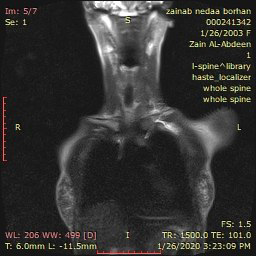 Im: 5/7
Se: 1
zainab nedaa borhan
000241342
1/26/2003 F
Zain AL-Abdeen
1
l-spine^library
haste_localizer
whole spine
whole spine
S
R
L
I
WL: 206 WW: 499 [D]
T: 6.0mm L: -11.5mm
FS: 1.5
TR: 1500.0 TE: 101.0
1/26/2020 3:23:09 PM